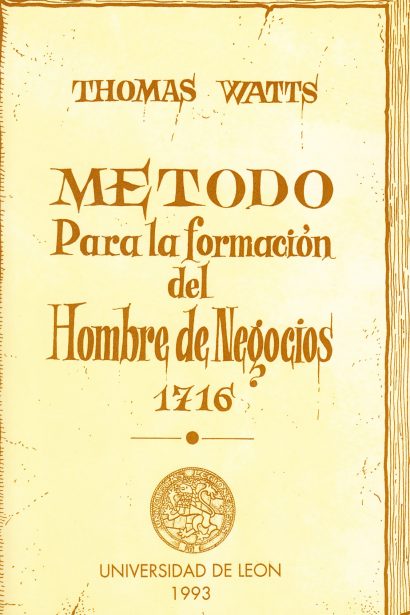 THOMAS WATTS
METODO
Para la formación
del
Hombre de Negocios
1716
UNIVERSIDAD DE LEON
1993